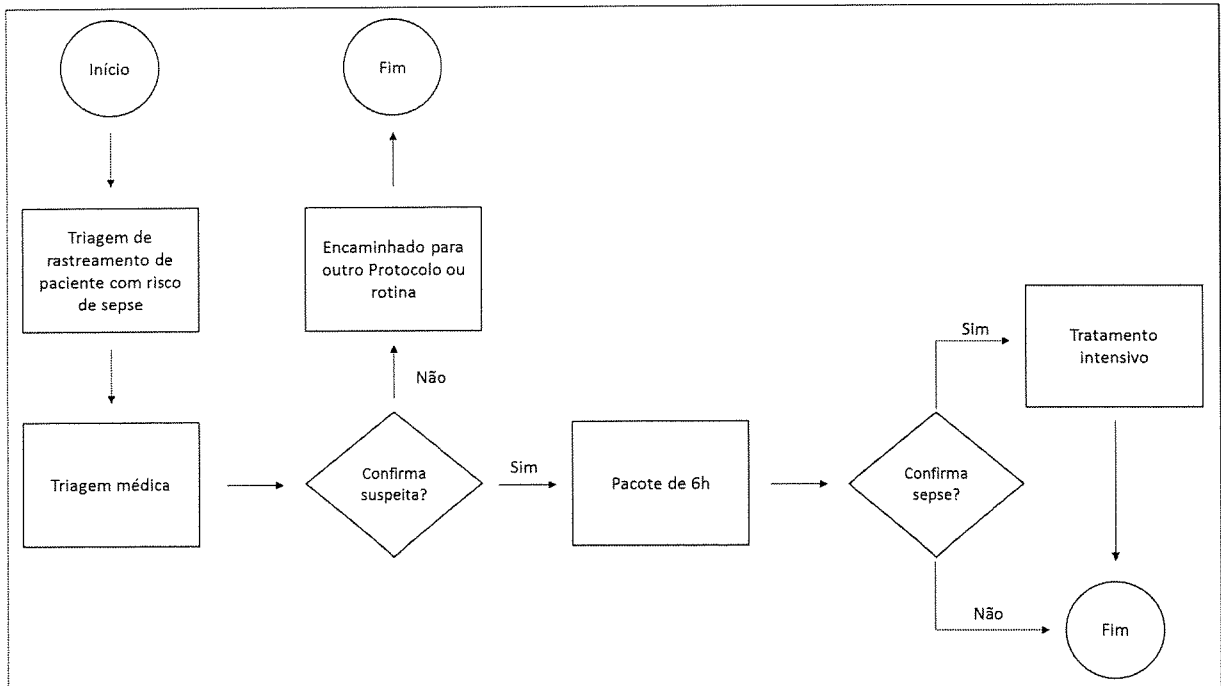 Início
Fim
Triagem de
rastreamento de
paciente com risco
de sepse
Encaminhado para
outro Protocolo ou
rotina
Não
Triagem médica
Confirma
suspeita?
Sim
Pacote de 6h
Confirma
sepse?
Sim
Tratamento
intensivo
Não
Fim